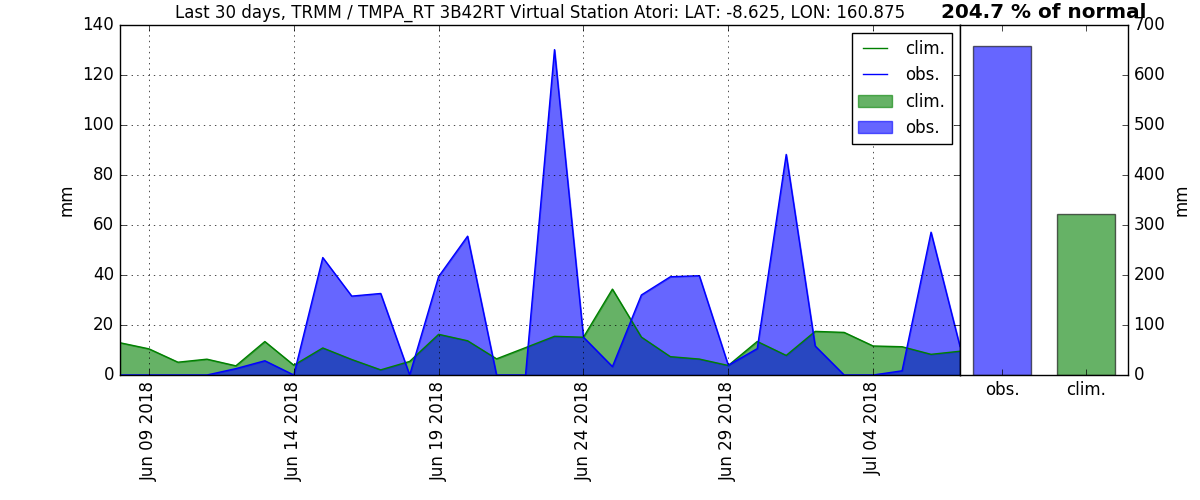 Last 30 days, TRMM / TMPA_RT 3B42RT Virtual Station Atori: LAT: -8.625, LON: 160.875
204.7 % of normal
140
120
100
80
60
40
20
0
mm
clim.
obs.
clim.
obs.
Jun 09 2018
Jun 14 2018
Jun 19 2018
Jun 24 2018
Jun 29 2018
Jul 04 2018
700
600
500
400
300
200
100
0
mm
obs.
clim.